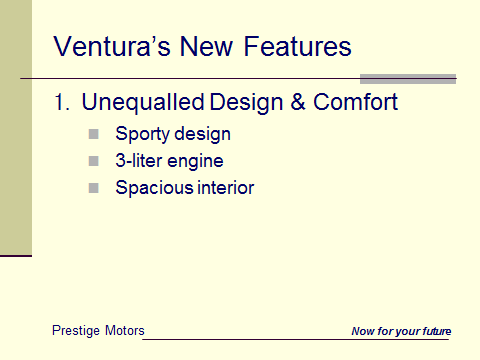 Ventura's New Features
1. Unequalled Design & Comfort
Sporty design
3-liter engine
Spacious interior
Prestige Motors
Now for your future